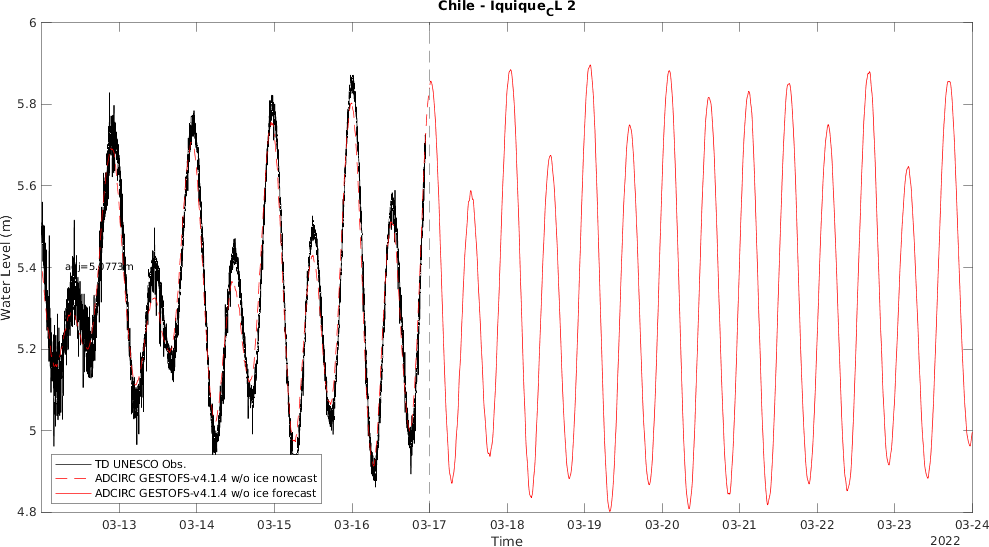 Chile - Iquique_CL 2
Water Level (m)
6
5.8
5.6
5.4
5.2
5
4.8
adj=5.0773m
TD UNESCO Obs.
ADCIRC GESTOFS-v4.1.4 w/o ice nowcast
ADCIRC GESTOFS-v4.1.4 w/o ice forecast
03-13 03-14 03-15 03-16 03-17 03-18 03-19 03-20 03-21 03-22 03-23 03-24
Time
2022